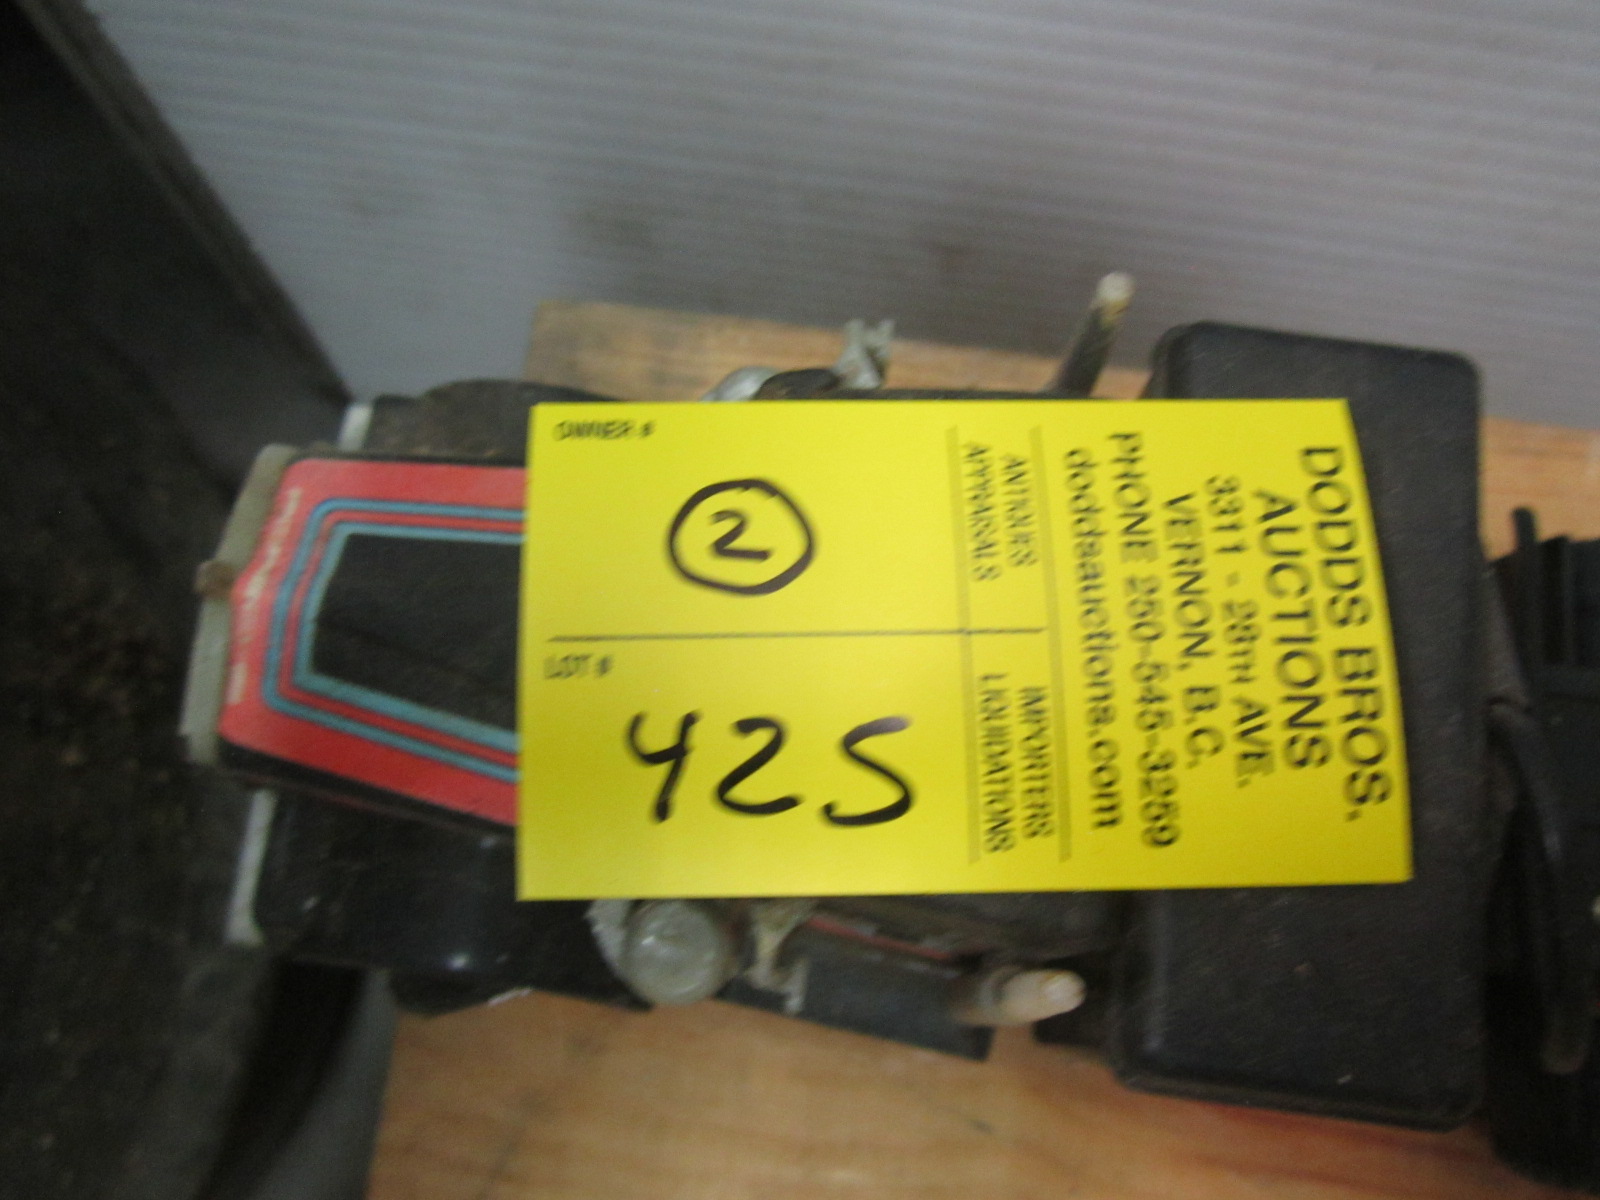 DODDS BROS.
AUCTIONS
3311 - 28TH AVE.
VERNON, B.C.
PHONE 250-545-3259
doddsauctions.com
ANTIQUES
APPRAISALS
IMPORTERS
LIQUIDATIONS
OWNER #
2
LOT #
425